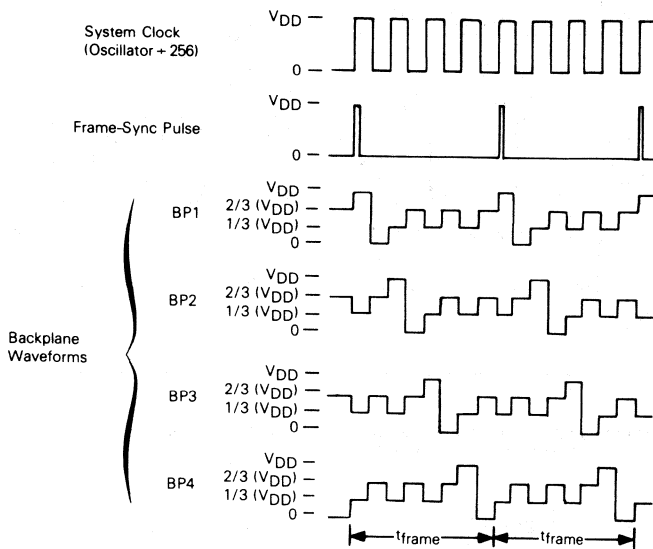 System Clock
(Oscillator ÷ 256)
VDD
0
Frame-Sync Pulse
VDD
0
Backplane
Waveforms
BP1
VDD
2/3 (VDD)
1/3 (VDD)
0
BP2
VDD
2/3 (VDD)
1/3 (VDD)
0
BP3
VDD
2/3 (VDD)
1/3 (VDD)
0
BP4
VDD
2/3 (VDD)
1/3 (VDD)
0
tframe
tframe